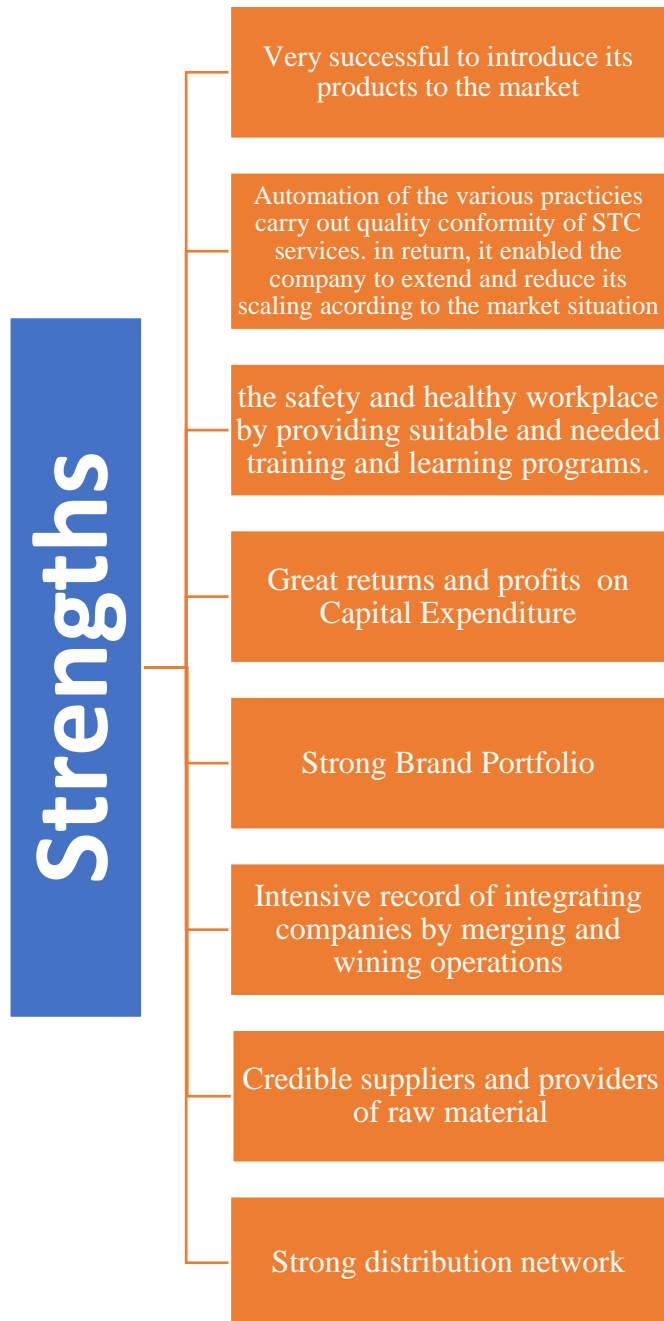 Strengths
Very successful to introduce its
products to the market
Automation of the various practicies
carry out quality conformity of STC
services. in return, it enabled the
company to extend and reduce its
scaling acording to the market situation
the safety and healthy workplace
by providing suitable and needed
training and learning programs.
Great returns and profits on
Capital Expenditure
Strong Brand Portfolio
Intensive record of integrating
companies by merging and
wining operations
Credible suppliers and providers
of raw material
Strong distribution network